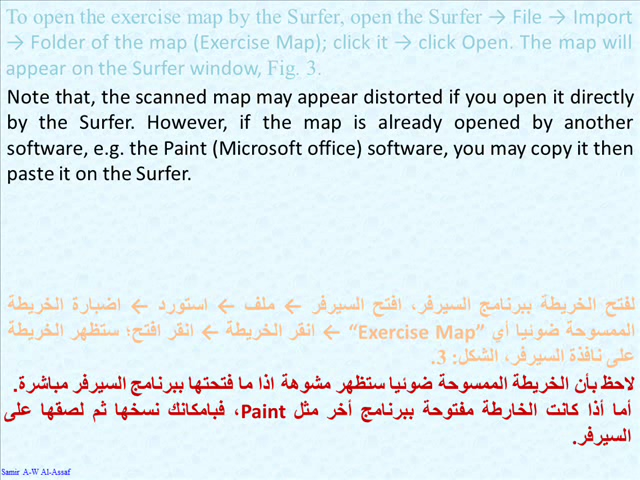 To open the exercise map by the Surfer, open the Surfer → File → Import
→ Folder of the map (Exercise Map); click it → click Open. The map will
appear on the Surfer window, Fig. 3.
Note that, the scanned map may appear distorted if you open it directly
by the Surfer. However, if the map is already opened by another
software, e.g. the Paint (Microsoft office) software, you may copy it then
paste it on the Surfer.
لفتح الخريطة ببرنامج السيرفر، افتح السيرفر ← ملف ← استورد ← اضبارة الخريطة
الممسوحة ضوئيا أي "Exercise Map" ← انقر الخريطة ← انقر افتح؛ ستظهر الخريطة
على نافذة السيرفر، الشكل: 3.
لاحظ بأن الخريطة الممسوحة ضوئيا ستظهر مشوهة اذا ما فتحتها ببرنامج السيرفر مباشرة.
أما أذا كانت الخارطة مفتوحة ببرنامج أخر مثل Paint، فبامكانك نسخها ثم لصقها على
السيرفر.
Samir A-W Al-Assaf